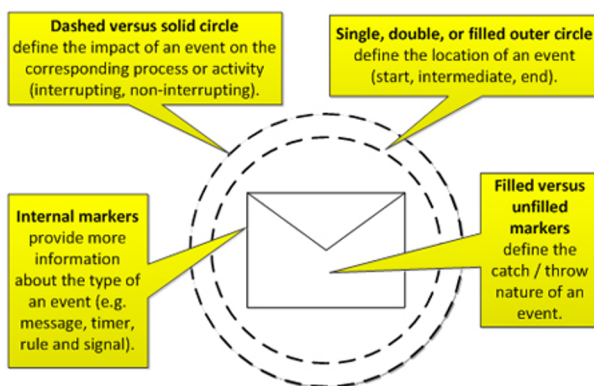 Dashed versus solid circle
define the impact of an event on the
corresponding process or activity
(interrupting, non-interrupting).
Single, double, or filled outer circle
define the location of an event
(start, intermediate, end).
Internal markers
provide more
information
about the type of
an event (e.g.
message, timer,
rule and signal).
Filled versus
unfilled
markers
define the
catch / throw
nature of an
event.